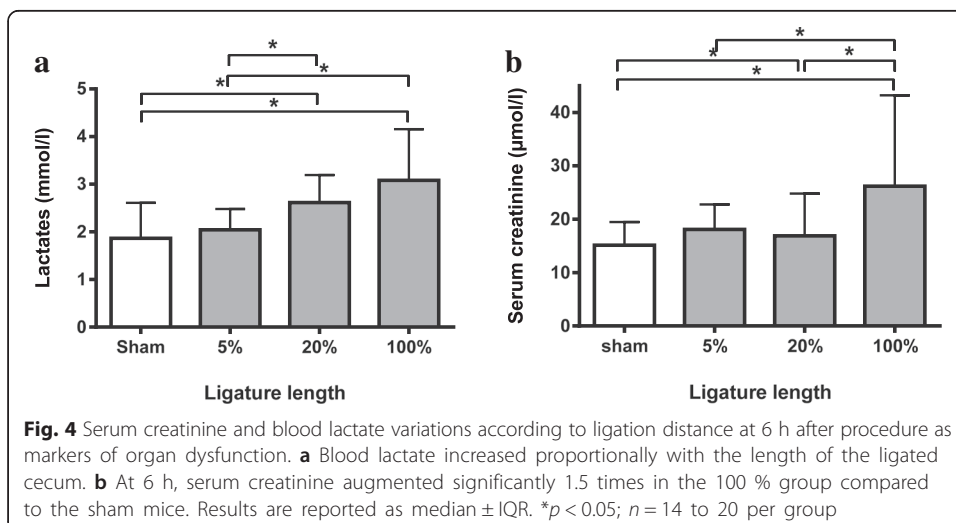 a
*
*
*
*
Lactates (mmol/l)
5
4
3
2
1
0
Sham 5% 20% 100%
Ligature length
b
*
* *
*
Serum creatinine (µmol/l)
40
30
20
10
0
sham 5% 20% 100%
Ligature length
Fig. 4 Serum creatinine and blood lactate variations according to ligation distance at 6 h after procedure as
markers of organ dysfunction. a Blood lactate increased proportionally with the length of the ligated
cecum. b At 6 h, serum creatinine augmented significantly 1.5 times in the 100 % group compared
to the sham mice. Results are reported as median ± IQR. *p < 0.05; n = 14 to 20 per group